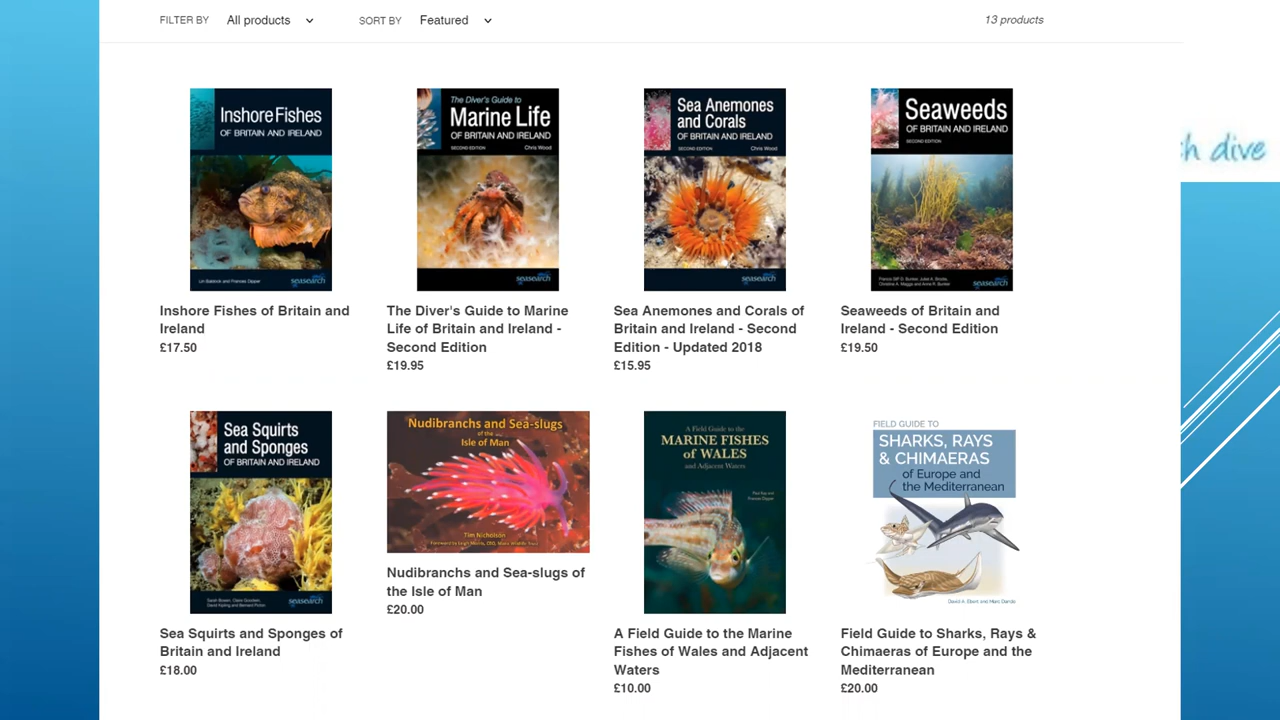 FILTER BY All products SORT BY Featured 13 products
Inshore Fishes
OF BRITAIN AND IRELAND
seasearch
The Diver's Guide to
Marine Life
OF BRITAIN AND IRELAND
SECOND EDITION Chris Wood
seasearch
Sea Anemones
and Corals
OF BRITAIN AND IRELAND
SECOND EDITION Chris Wood
seasearch
Seaweeds
OF BRITAIN AND IRELAND
SECOND EDITION
seasearch
h dive
Inshore Fishes of Britain and
Ireland
£17.50
The Diver's Guide to Marine
Life of Britain and Ireland -
Second Edition
£19.95
Sea Anemones and Corals of
Britain and Ireland - Second
Edition - Updated 2018
£15.95
Seaweeds of Britain and
Ireland - Second Edition
£19.50
Sea Squirts
and Sponges
OF BRITAIN AND IRELAND
seasearch
Nudibranchs and Sea-slugs
of the
Isle of Man
Tim Nicholson
A Field Guide to the
MARINE FISHES
of WALES
and Adjacent Waters
FIELD GUIDE TO
SHARKS, RAYS
& CHIMAERAS
of Europe and
the Mediterranean
David A. Ebert and Marc Dando
Sea Squirts and Sponges of
Britain and Ireland
£18.00
Nudibranchs and Sea-slugs of
the Isle of Man
£20.00
A Field Guide to the Marine
Fishes of Wales and Adjacent
Waters
£10.00
Field Guide to Sharks, Rays &
Chimaeras of Europe and the
Mediterranean
£20.00